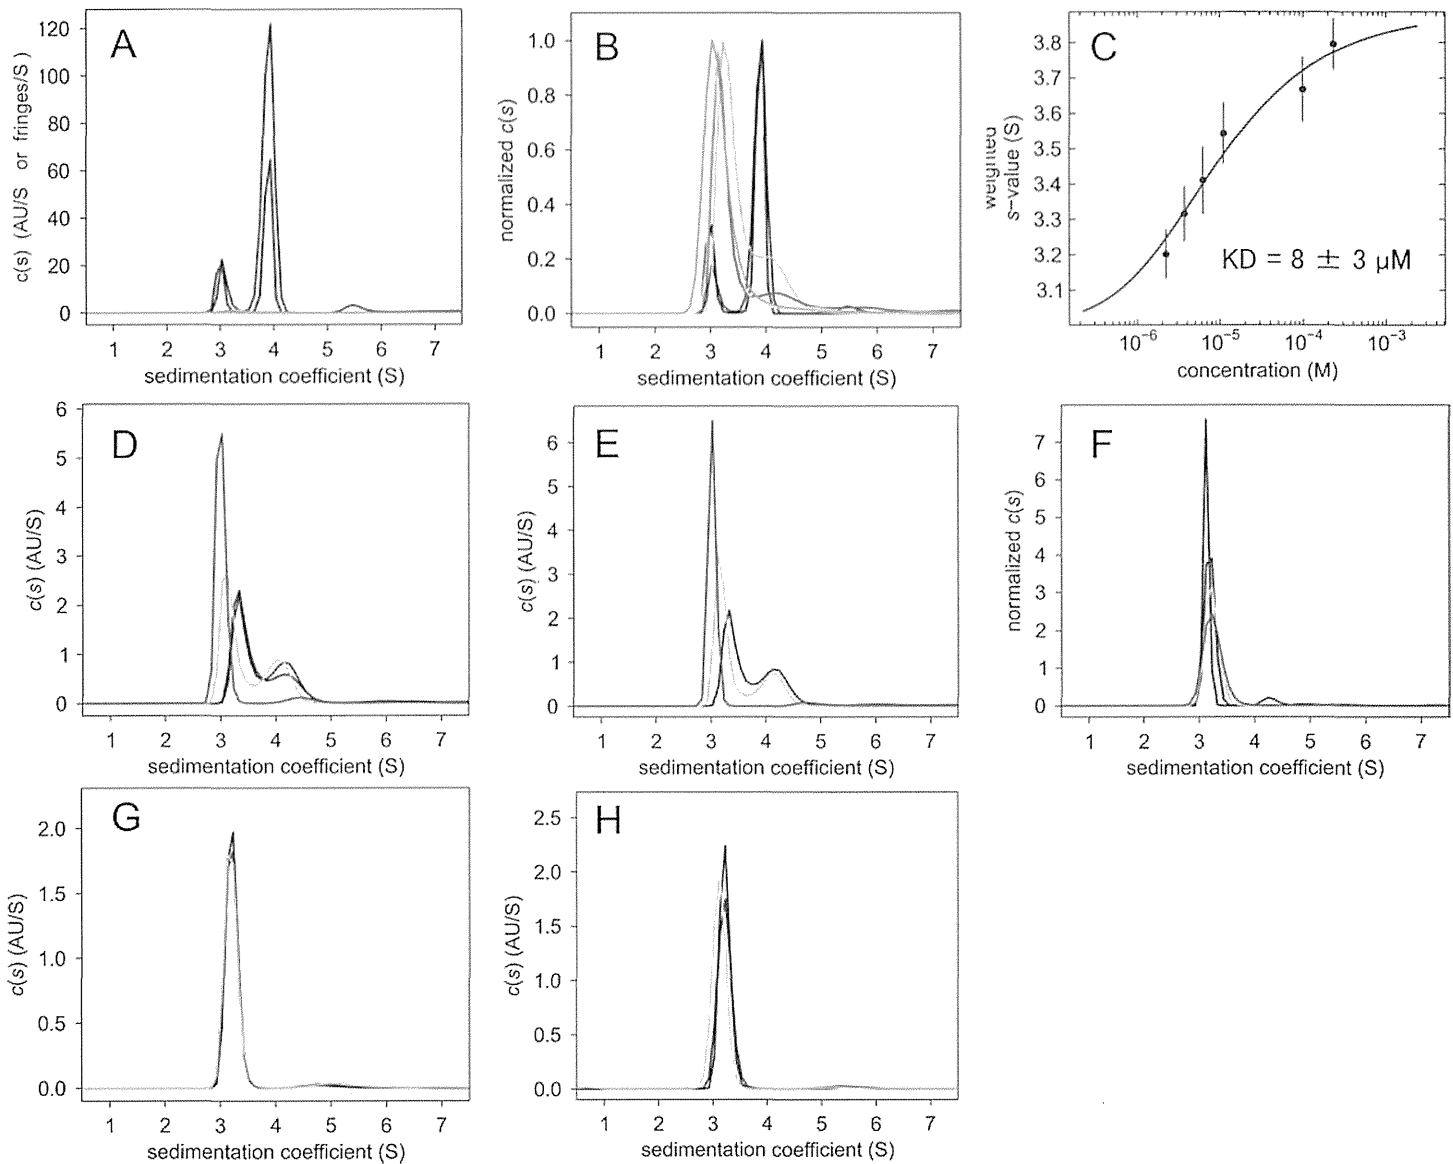 A
120
100
80
60
40
20
0
c(s) (AU/S or fringes/S)
1 2 3 4 5 6 7
sedimentation coefficient (S)
B
1.0
0.8
0.6
0.4
0.2
0.0
normalized c(s)
1 2 3 4 5 6 7
sedimentation coefficient (S)
C
3.8
3.7
3.6
3.5
3.4
3.3
3.2
3.1
weighted
s-value (S)
KD = 8 ± 3 µM
10⁻⁶ 10⁻⁵ 10⁻⁴ 10⁻³
concentration (M)
D
6
5
4
3
2
1
0
c(s) (AU/S)
1 2 3 4 5 6 7
sedimentation coefficient (S)
E
6
5
4
3
2
1
0
c(s) (AU/S)
1 2 3 4 5 6 7
sedimentation coefficient (S)
F
7
6
5
4
3
2
1
0
normalized c(s)
1 2 3 4 5 6 7
sedimentation coefficient (S)
G
2.0
1.5
1.0
0.5
0.0
c(s) (AU/S)
1 2 3 4 5 6 7
sedimentation coefficient (S)
H
2.5
2.0
1.5
1.0
0.5
0.0
c(s) (AU/S)
1 2 3 4 5 6 7
sedimentation coefficient (S)